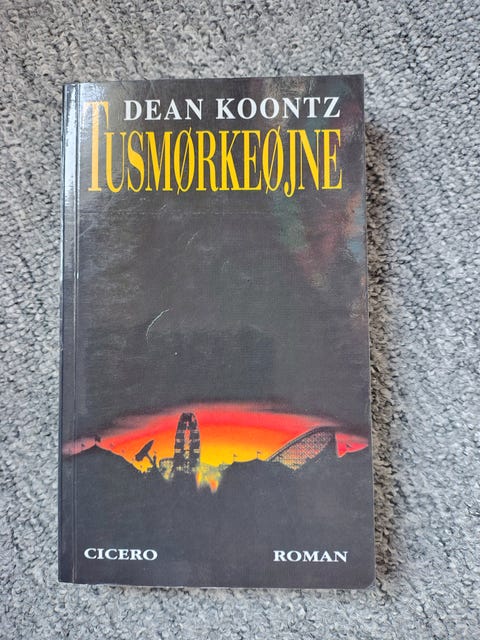 DEAN KOONTZ
TUSMØRKEØJNE
CICERO
ROMAN